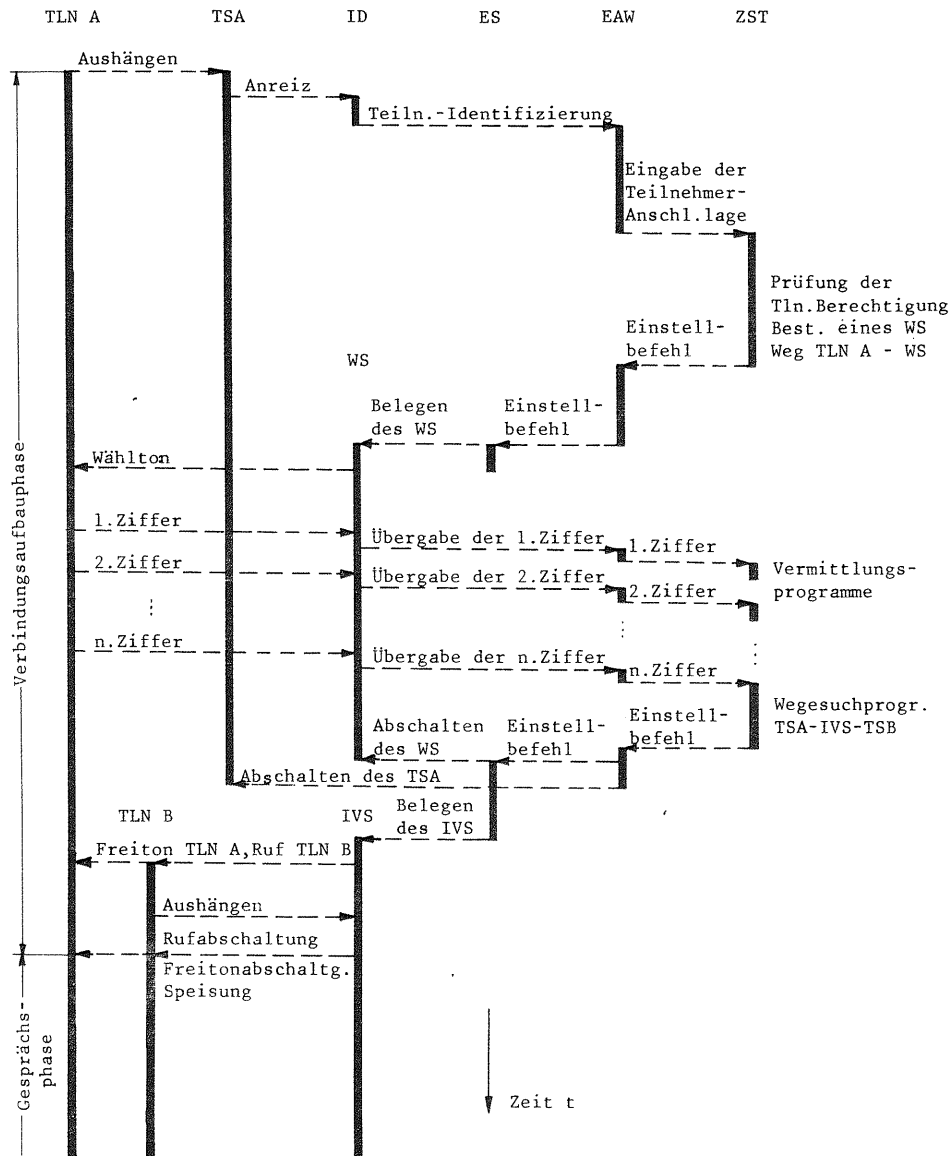 TLN A TSA ID ES EAW ZST
Aushängen
Anreiz
Teiln.-Identifizierung
Eingabe der
Teilnehmer-
Anschl.lage
Prüfung der
Tln.Berechtigung
Best. eines WS
Weg TLN A - WS
Einstell-
befehl
WS
Belegen
des WS
Einstell-
befehl
Wählton
1.Ziffer
Übergabe der 1.Ziffer
1.Ziffer
2.Ziffer
Übergabe der 2.Ziffer
2.Ziffer
Vermittlungs-
programme
n.Ziffer
Übergabe der n.Ziffer
n.Ziffer
Wegesuchprogr.
TSA-IVS-TSB
Einstell-
befehl
Einstell-
befehl
Abschalten
des WS
Abschalten des TSA
Belegen
des IVS
TLN B
IVS
Freiton TLN A,Ruf TLN B
Aushängen
Rufabschaltung
Freitonabschaltg.
Speisung
Verbindungsaufbauphase
Gesprächs-
phase
Zeit t